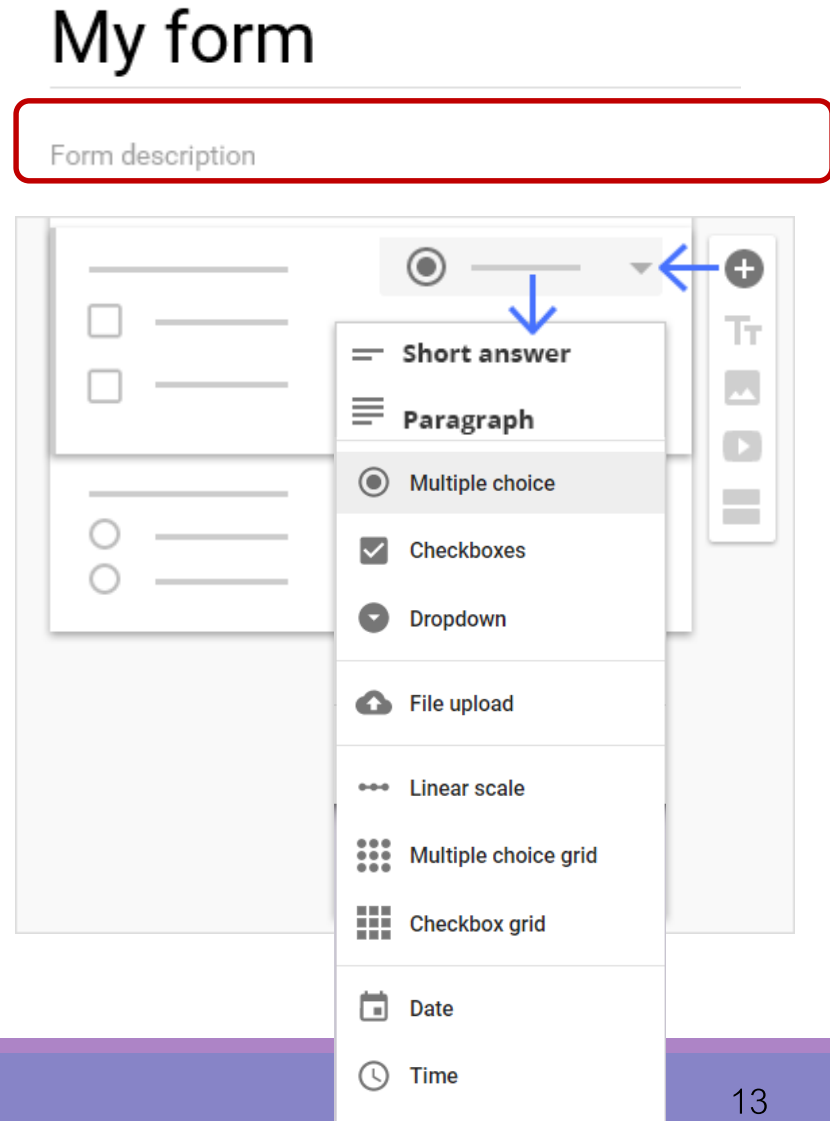 My form
Form description
Tт
Short answer
Paragraph
Multiple choice
Checkboxes
Dropdown
File upload
Linear scale
Multiple choice grid
Checkbox grid
Date
Time
13